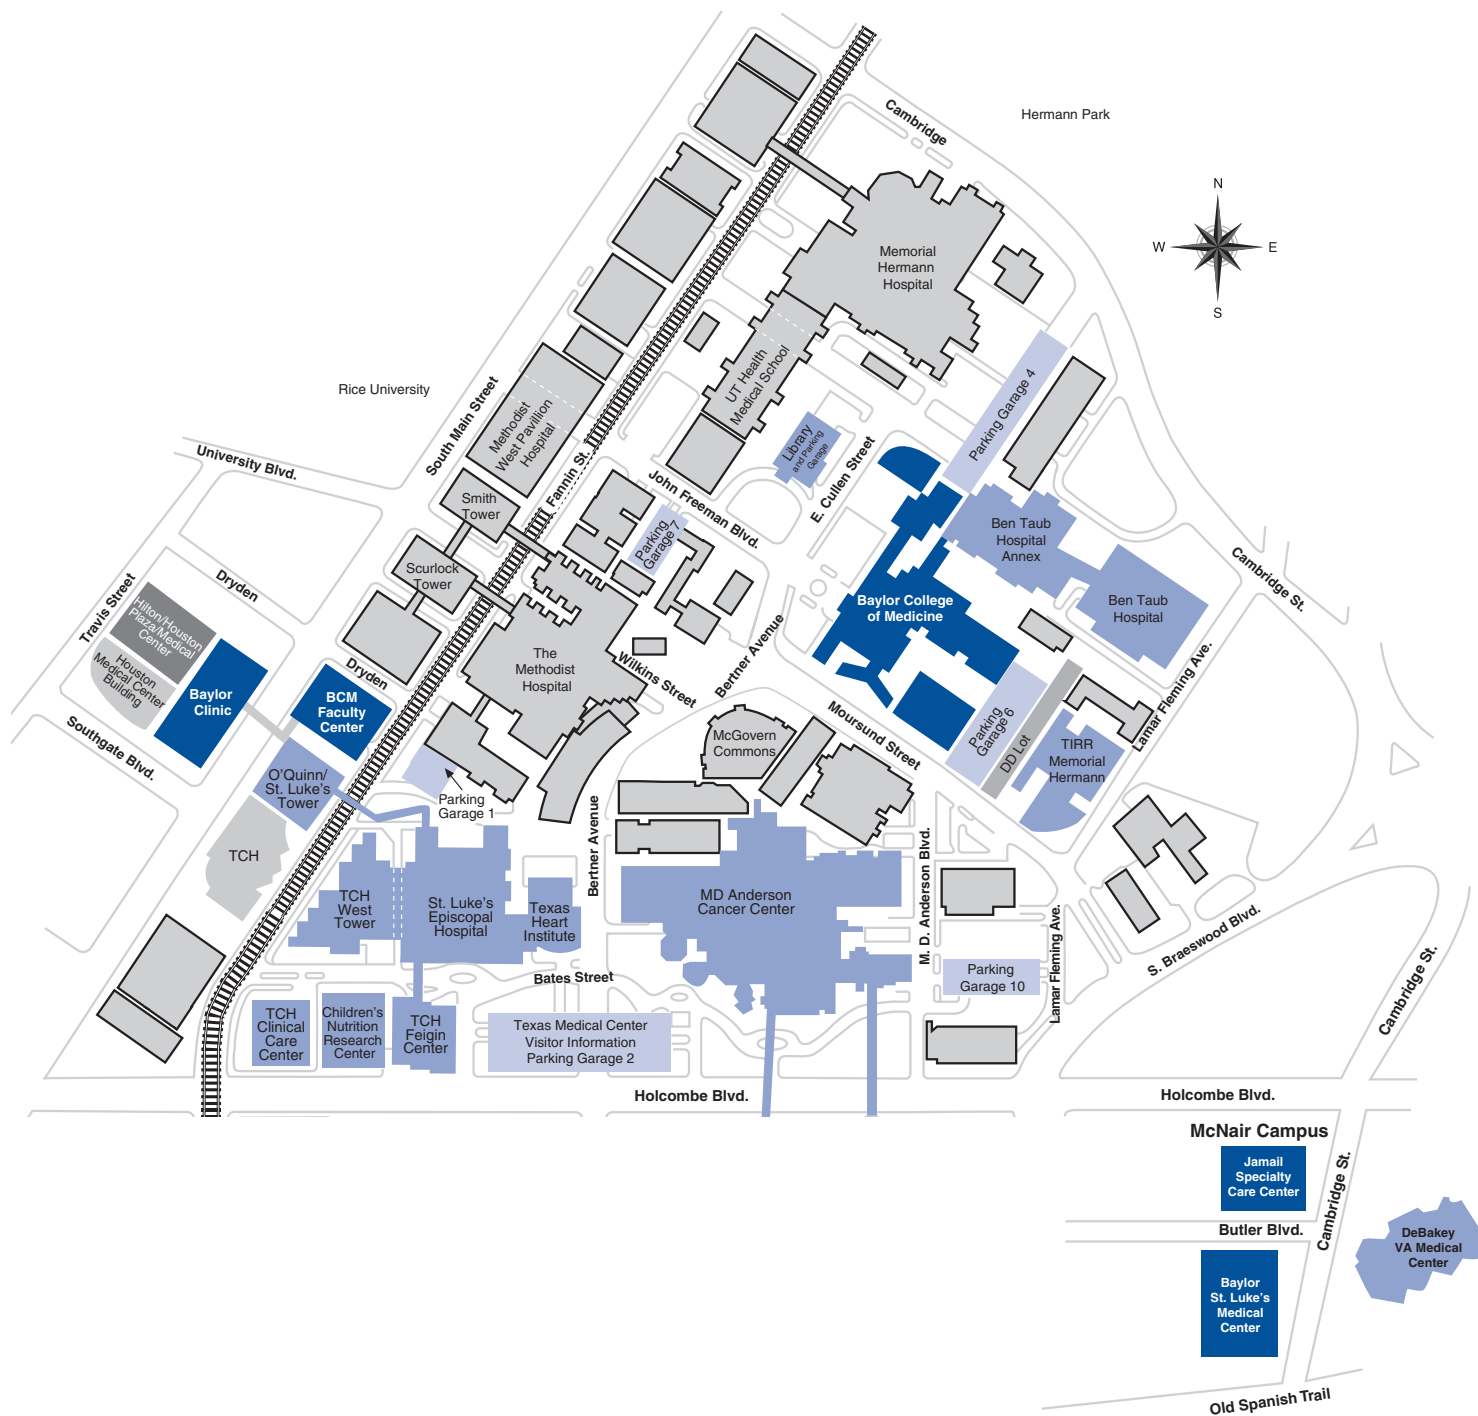 Cambridge
Hermann Park
N
W
E
S
Memorial
Hermann
Hospital
Rice University
South Main Street
Methodist
West Pavillion
Hospital
Fannin St.
UT Health
Medical School
Library
and Parking
Garage
E. Cullen Street
Parking Garage 4
University Blvd.
Smith
Tower
John Freeman Blvd.
Parking
Garage 7
Ben Taub
Hospital
Annex
Cambridge St.
Scurlock
Tower
Dryden
Travis Street
Hilton/Houston
Plaza/Medical
Center
Houston
Medical Center
Building
Baylor College
of Medicine
Ben Taub
Hospital
The
Methodist
Hospital
Wilkins Street
Bertner Avenue
Dryden
Baylor
Clinic
BCM
Faculty
Center
Lamar Fleming Ave.
Southgate Blvd.
McGovern
Commons
Moursund Street
Parking
Garage 6
DD Lot
TIRR
Memorial
Hermann
O'Quinn/
St. Luke's
Tower
Parking
Garage 1
TCH
Bertner Avenue
M. D. Anderson Blvd.
TCH
West
Tower
St. Luke's
Episcopal
Hospital
Texas
Heart
Institute
MD Anderson
Cancer Center
Lamar Fleming Ave.
S. Braeswood Blvd.
Cambridge St.
Bates Street
Parking
Garage 10
TCH
Clinical
Care
Center
Children's
Nutrition
Research
Center
TCH
Feigin
Center
Texas Medical Center
Visitor Information
Parking Garage 2
Holcombe Blvd.
Holcombe Blvd.
McNair Campus
Jamail
Specialty
Care Center
Cambridge St.
Butler Blvd.
DeBakey
VA Medical
Center
Baylor
St. Luke's
Medical
Center
Old Spanish Trail